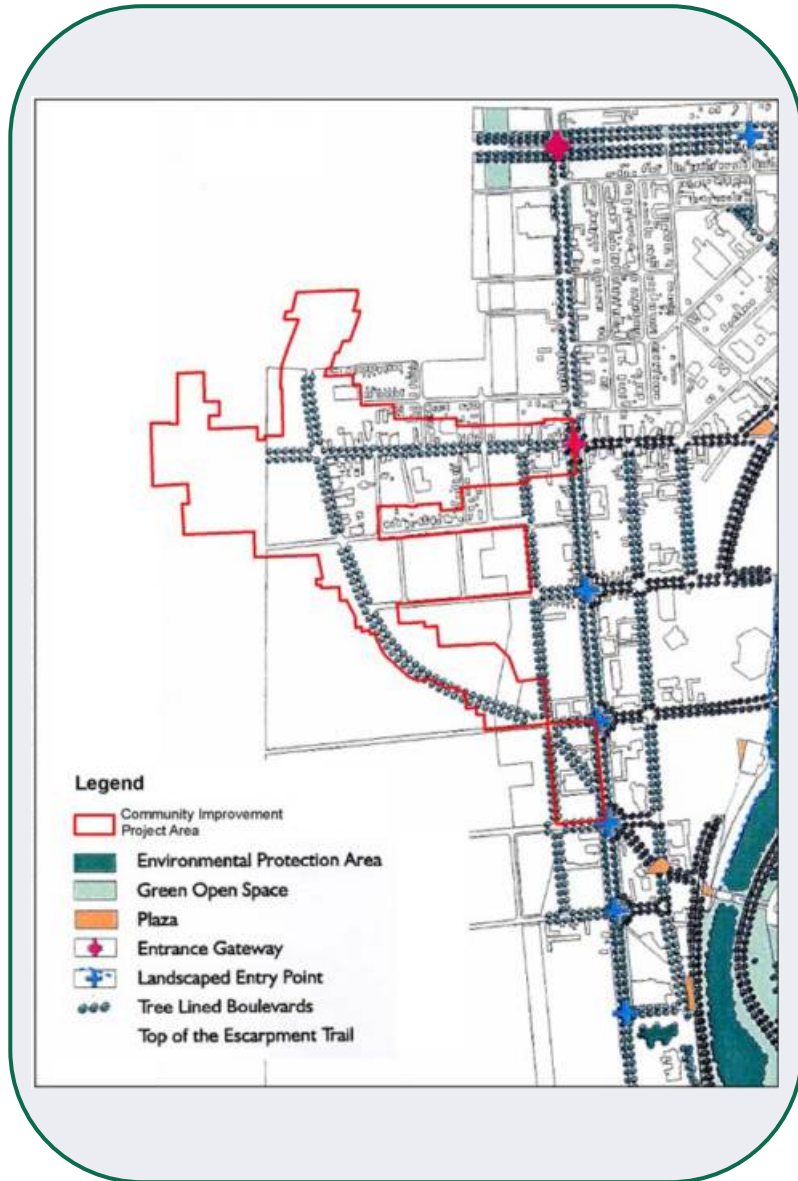 Legend
Community Improvement
Project Area
Environmental Protection Area
Green Open Space
Plaza
Entrance Gateway
Landscaped Entry Point
Tree Lined Boulevards
Top of the Escarpment Trail